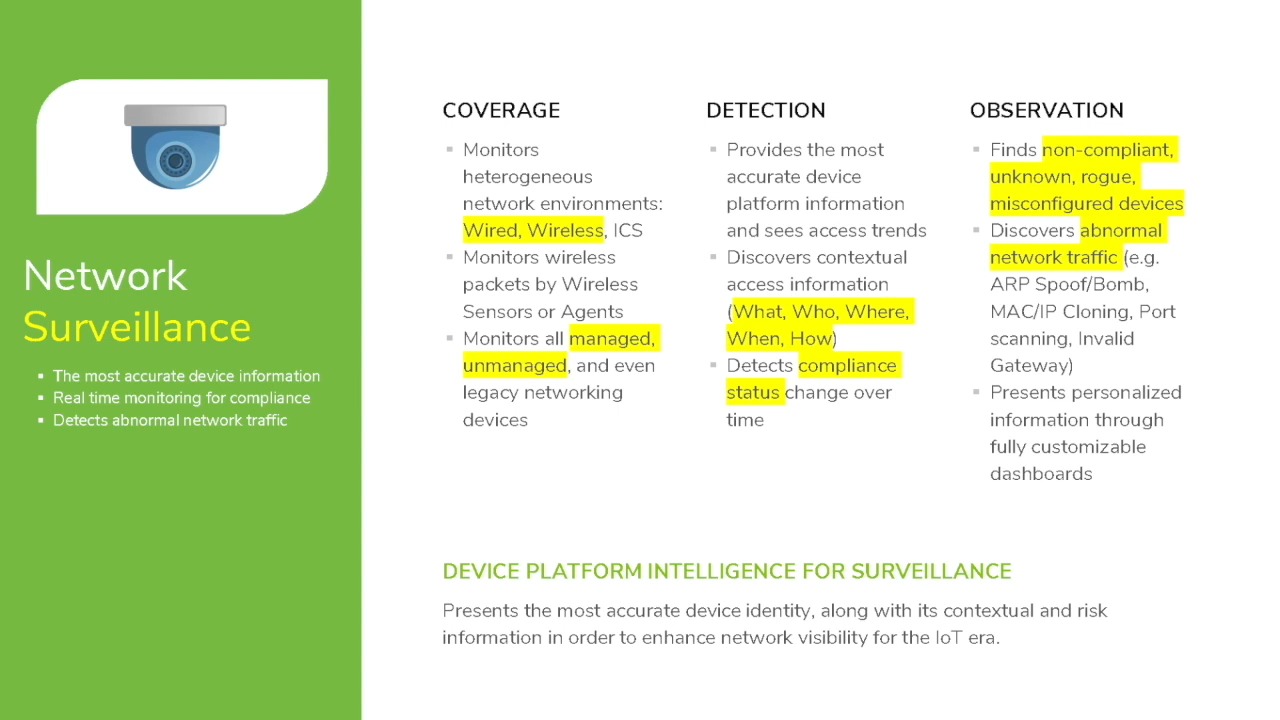 Network
Surveillance
▪ The most accurate device information
▪ Real time monitoring for compliance
▪ Detects abnormal network traffic
COVERAGE
▪ Monitors
heterogeneous
network environments:
Wired, Wireless, ICS
▪ Monitors wireless
packets by Wireless
Sensors or Agents
▪ Monitors all managed,
unmanaged, and even
legacy networking
devices
DETECTION
▪ Provides the most
accurate device
platform information
and sees access trends
▪ Discovers contextual
access information
(What, Who, Where,
When, How)
▪ Detects compliance
status change over
time
OBSERVATION
▪ Finds non-compliant,
unknown, rogue,
misconfigured devices
▪ Discovers abnormal
network traffic (e.g.
ARP Spoof/Bomb,
MAC/IP Cloning, Port
scanning, Invalid
Gateway)
▪ Presents personalized
information through
fully customizable
dashboards
DEVICE PLATFORM INTELLIGENCE FOR SURVEILLANCE
Presents the most accurate device identity, along with its contextual and risk
information in order to enhance network visibility for the IoT era.